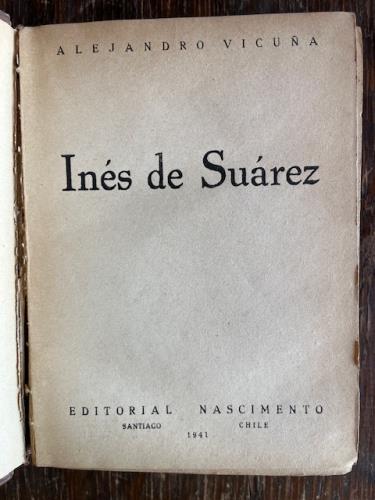 ALEJANDRO VICUÑA
Inés de Suárez
EDITORIAL NASCIMENTO
SANTIAGO CHILE
1941